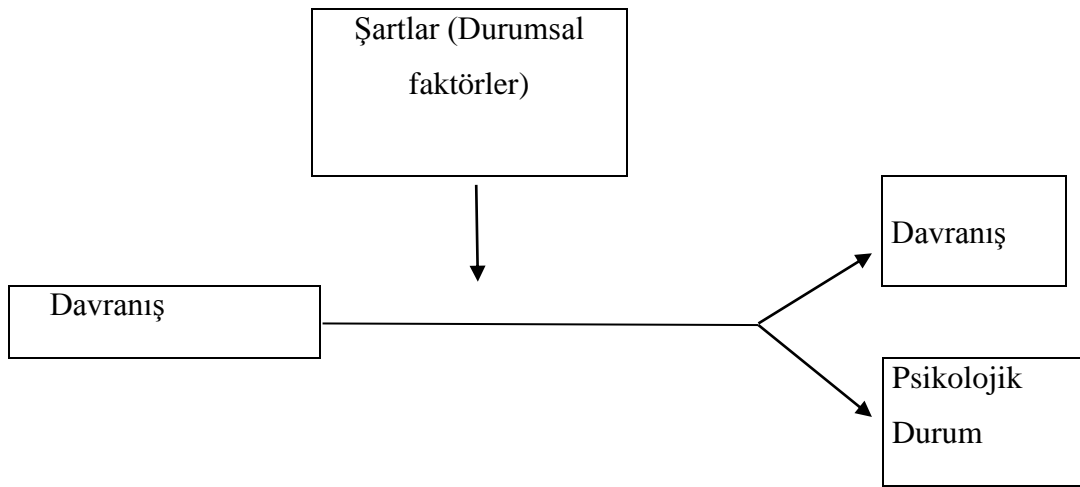 Şartlar (Durumsal
faktörler)
Davranış
Davranış
Psikolojik
Durum